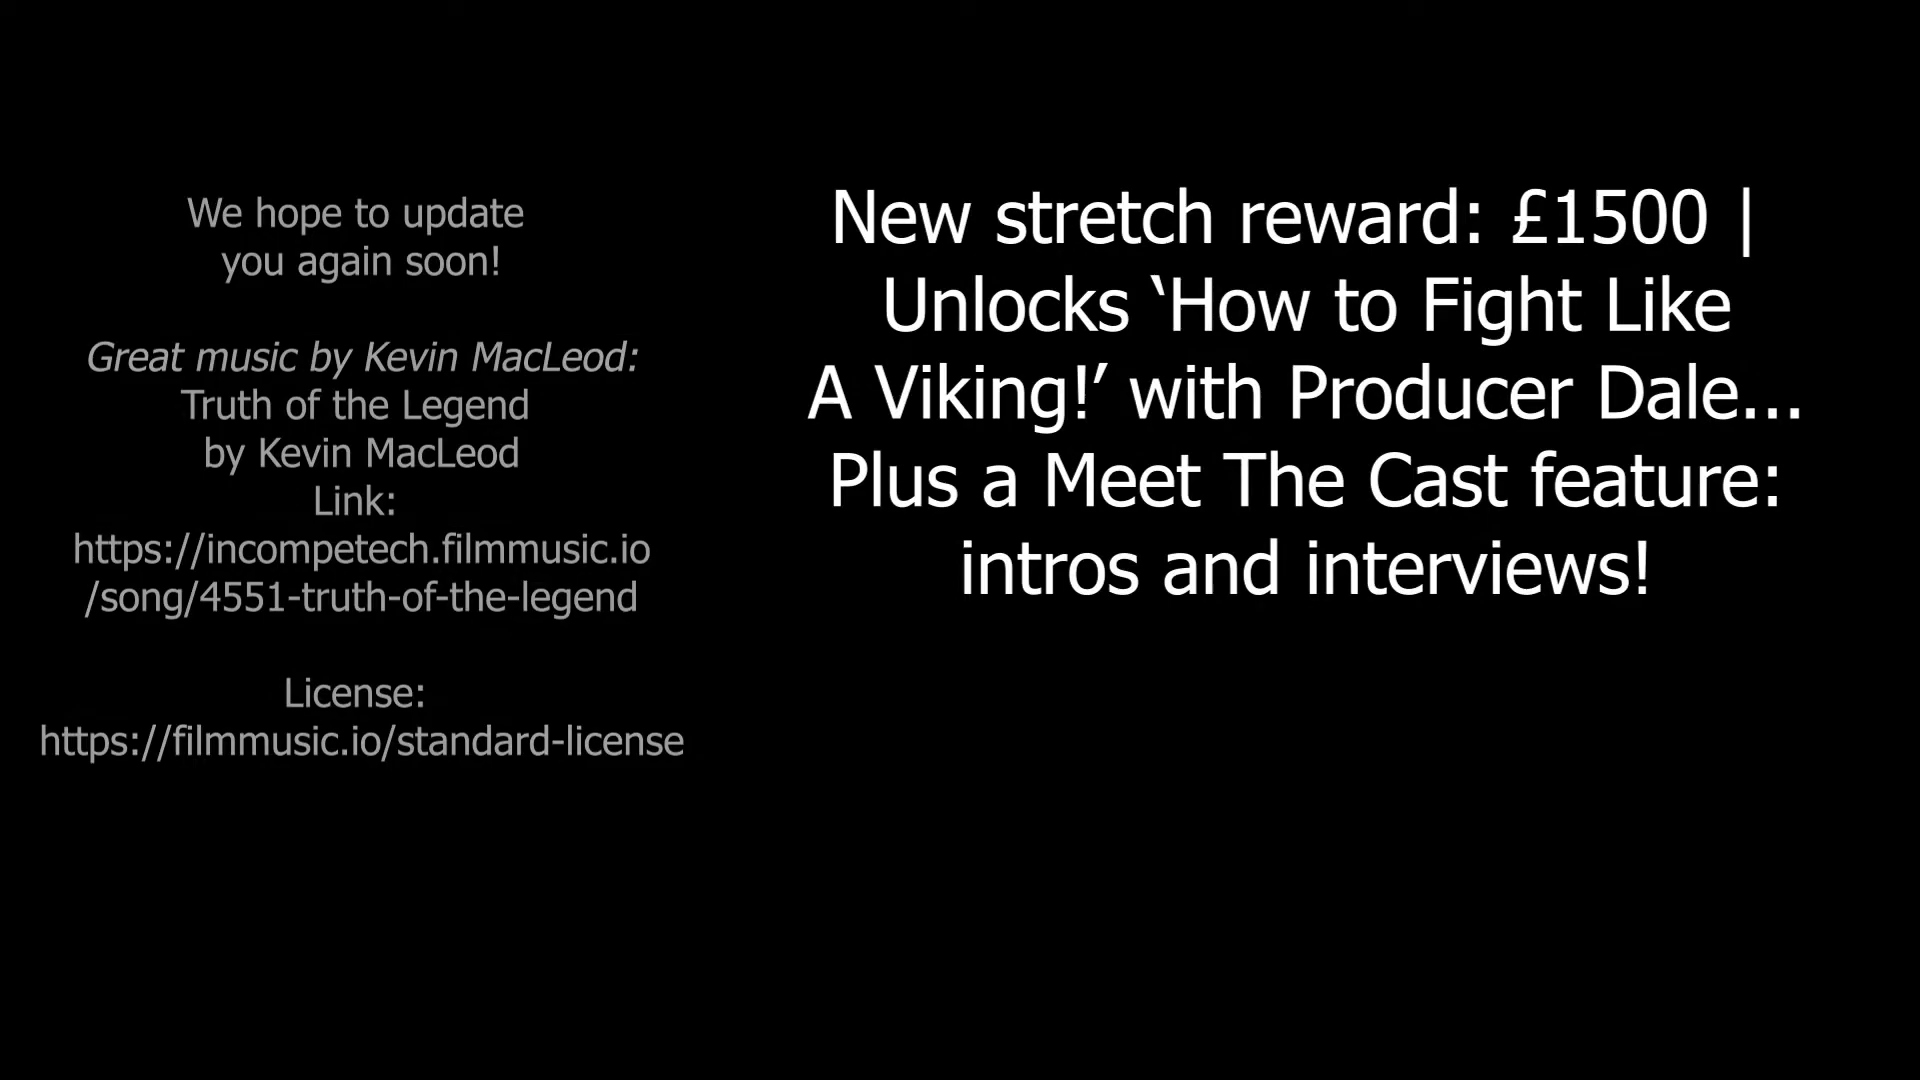 We hope to update
you again soon!
Great music by Kevin MacLeod:
Truth of the Legend
by Kevin MacLeod
Link:
https://incompetech.filmmusic.io
/song/4551-truth-of-the-legend
License:
https://filmmusic.io/standard-license
New stretch reward: £1500 |
Unlocks ‘How to Fight Like
A Viking!’ with Producer Dale...
Plus a Meet The Cast feature:
intros and interviews!